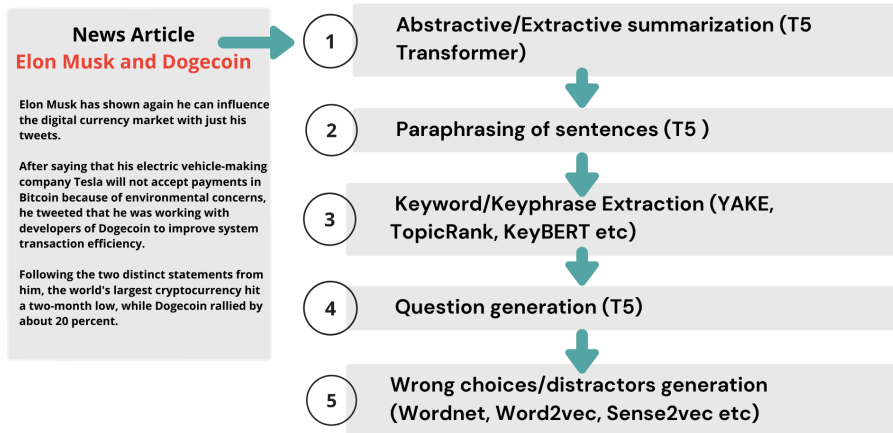 News Article
Elon Musk and Dogecoin
Elon Musk has shown again he can influence
the digital currency market with just his
tweets.
After saying that his electric vehicle-making
company Tesla will not accept payments in
Bitcoin because of environmental concerns,
he tweeted that he was working with
developers of Dogecoin to improve system
transaction efficiency.
Following the two distinct statements from
him, the world's largest cryptocurrency hit
a two-month low, while Dogecoin rallied by
about 20 percent.
1
Abstractive/Extractive summarization (T5
Transformer)
2
Paraphrasing of sentences (T5 )
3
Keyword/Keyphrase Extraction (YAKE,
TopicRank, KeyBERT etc)
4
Question generation (T5)
5
Wrong choices/distractors generation
(Wordnet, Word2vec, Sense2vec etc)